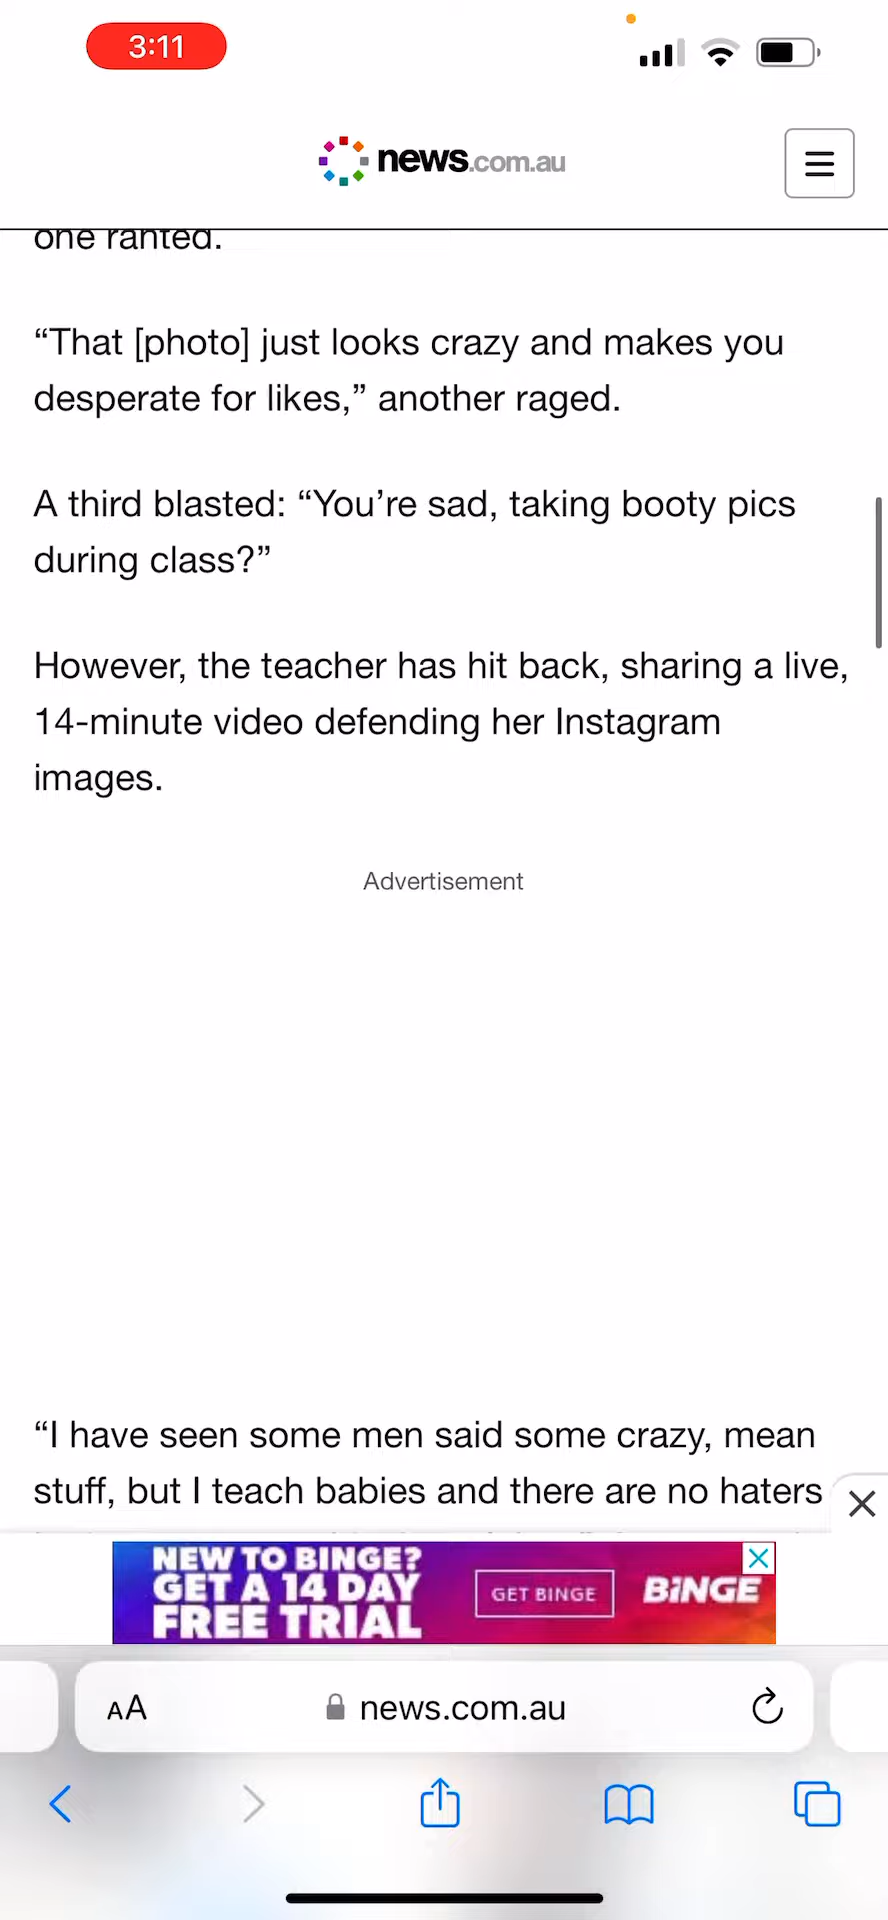 3:11
news.com.au
one ranted.
“That [photo] just looks crazy and makes you
desperate for likes,” another raged.
A third blasted: “You’re sad, taking booty pics
during class?”
However, the teacher has hit back, sharing a live,
14-minute video defending her Instagram
images.
Advertisement
“I have seen some men said some crazy, mean
stuff, but I teach babies and there are no haters
NEW TO BINGE?
GET A 14 DAY
FREE TRIAL
GET BINGE
BiNGE
AA
news.com.au